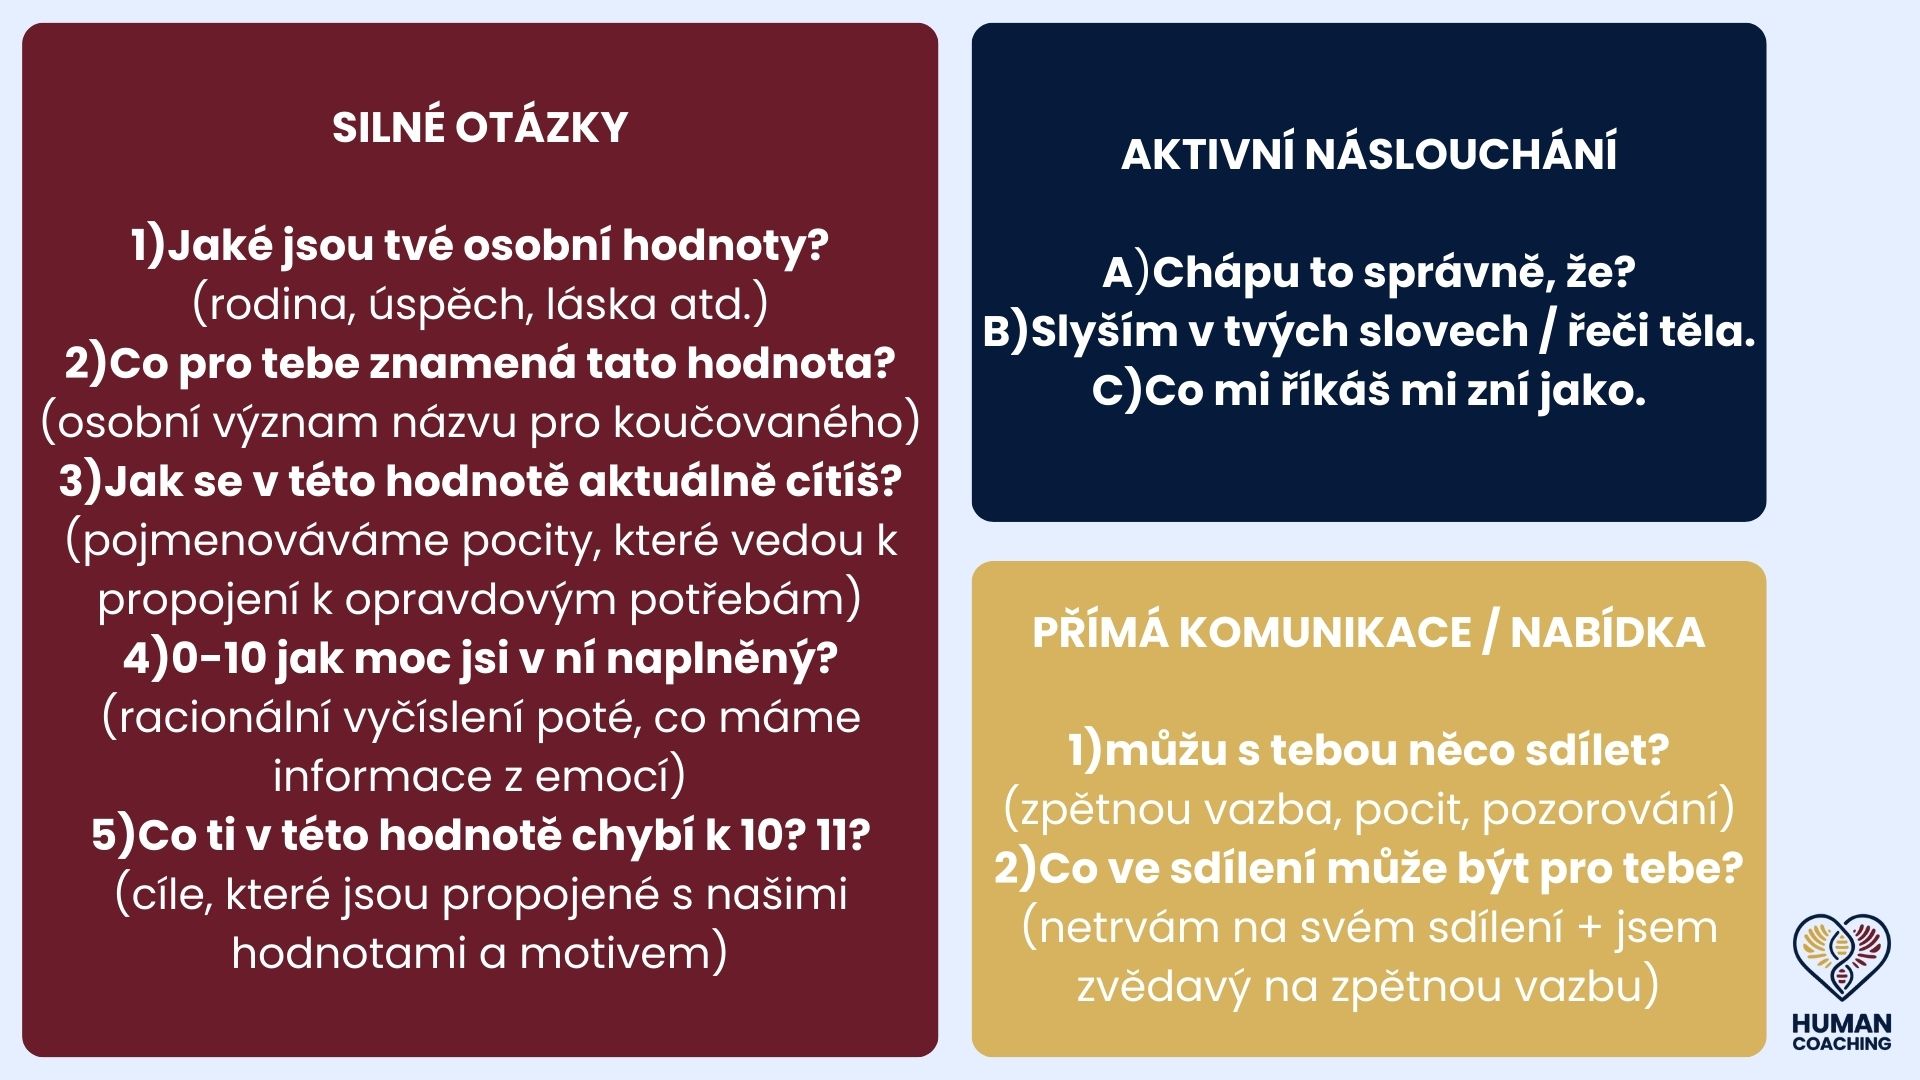 SILNÉ OTÁZKY
1)Jaké jsou tvé osobní hodnoty?
(rodina, úspěch, láska atd.)
2)Co pro tebe znamená tato hodnota?
(osobní význam názvu pro koučovaného)
3)Jak se v této hodnotě aktuálně cítíš?
(pojmenováváme pocity, které vedou k
propojení k opravdovým potřebám)
4)0-10 jak moc jsi v ní naplněný?
(racionální vyčíslení poté, co máme
informace z emocí)
5)Co ti v této hodnotě chybí k 10? 11?
(cíle, které jsou propojené s našimi
hodnotami a motivem)
AKTIVNÍ NÁSLOUCHÁNÍ
A)Chápu to správně, že?
B)Slyším v tvých slovech / řeči těla.
C)Co mi říkáš mi zní jako.
PŘÍMÁ KOMUNIKACE / NABÍDKA
1)můžu s tebou něco sdílet?
(zpětnou vazba, pocit, pozorování)
2)Co ve sdílení může být pro tebe?
(netrvám na svém sdílení + jsem
zvědavý na zpětnou vazbu)
HUMAN
COACHING